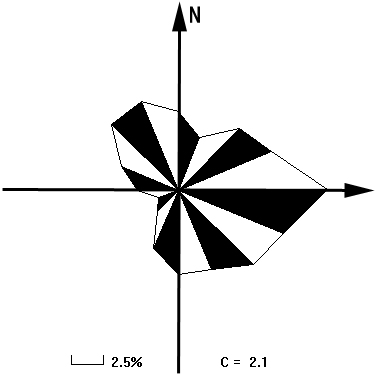 N
2.5% C = 2.1